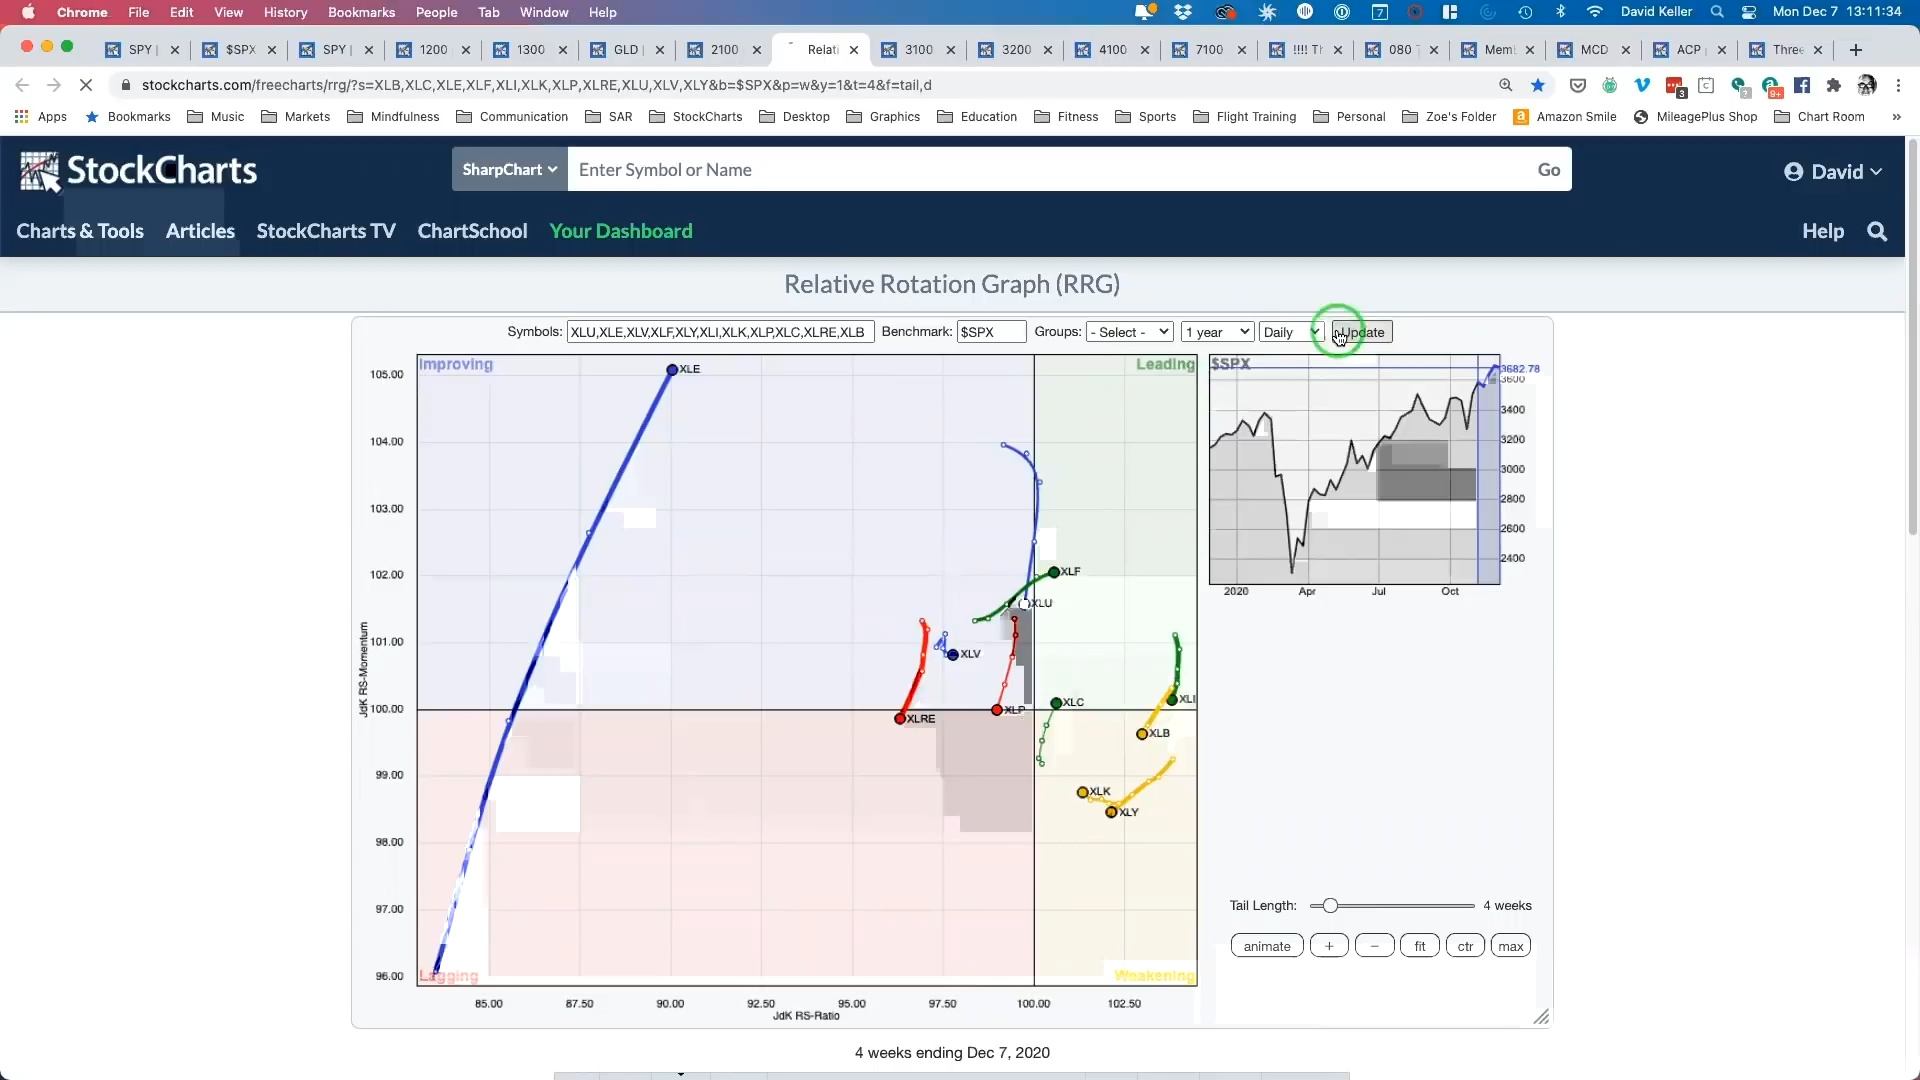 Chrome File Edit View History Bookmarks People Tab Window Help David Keller Mon Dec 7 13:11:34
SPY | $SPX SPY | 1200 1300 GLD | 2100 Relati 3100 3200 4100 7100 !!!! Th 080 Mem MCD ACP Three
stockcharts.com/freecharts/rrg/?s=XLB,XLC,XLE,XLF,XLI,XLK,XLP,XLRE,XLU,XLV,XLY&b=$SPX&p=w&y=1&t=4&f=tail,d
Apps Bookmarks Music Markets Mindfulness Communication SAR StockCharts Desktop Graphics Education Fitness Sports Flight Training Personal Zoe's Folder Amazon Smile MileagePlus Shop Chart Room »
StockCharts SharpChart Enter Symbol or Name Go David
Charts & Tools Articles StockCharts TV ChartSchool Your Dashboard Help
Relative Rotation Graph (RRG)
Symbols: XLU,XLE,XLV,XLF,XLY,XLI,XLK,XLP,XLC,XLRE,XLB Benchmark: $SPX Groups: - Select - 1 year Daily Update
Improving Leading
Lagging Weakening
105.00
104.00
103.00
102.00
101.00
100.00
99.00
98.00
97.00
96.00
JdK RS-Momentum
XLE
XLF
XLU
XLV
XLRE
XLP
XLC
XLI
XLB
XLK
XLY
85.00 87.50 90.00 92.50 95.00 97.50 100.00 102.50
JdK RS-Ratio
$SPX
3682.78
3600
3400
3200
3000
2800
2600
2400
2020 Apr Jul Oct
Tail Length: 4 weeks
animate + − fit ctr max
4 weeks ending Dec 7, 2020